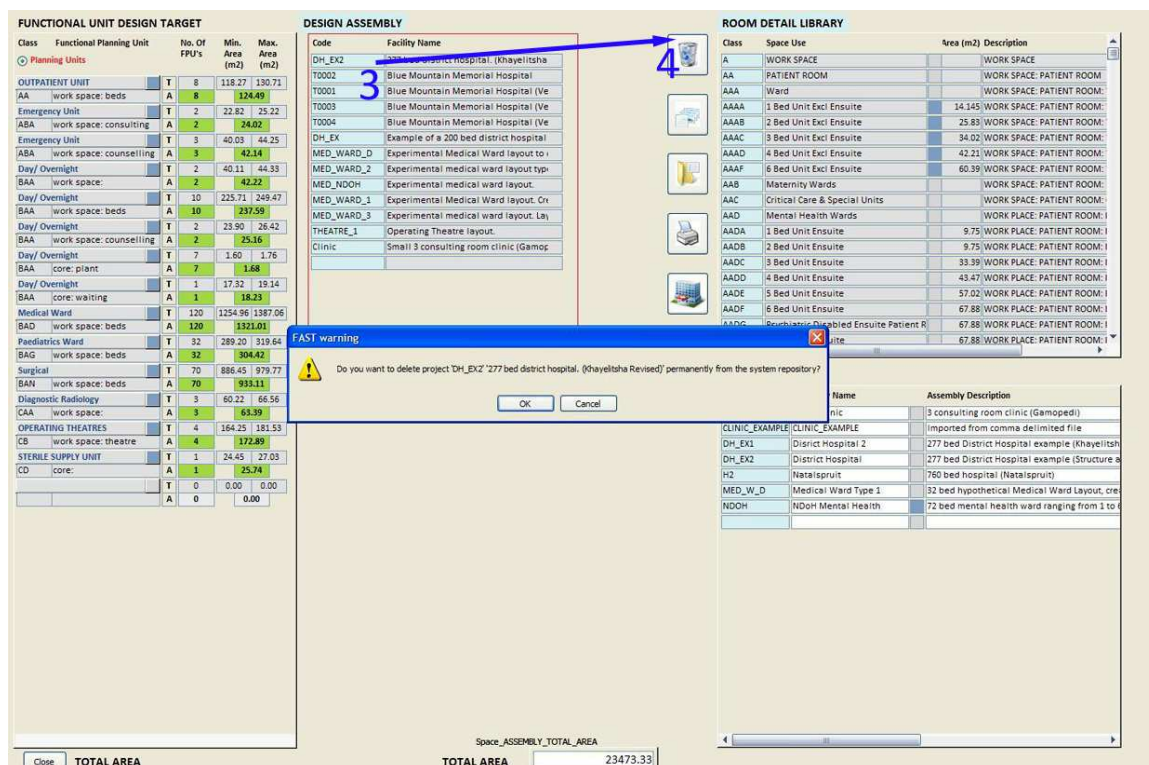 FUNCTIONAL UNIT DESIGN TARGET
Class Functional Planning Unit No. Of FPU's Min. Area (m2) Max. Area (m2)
Planning Units
OUTPATIENT UNIT T 8 118.27 130.71
AA work space: beds A 8 124.49
Emergency Unit T 2 22.82 25.22
ABA work space: consulting A 2 24.02
Emergency Unit T 3 40.03 44.25
ABA work space: counselling A 3 42.14
Day/ Overnight T 2 40.11 44.33
BAA work space: A 2 42.22
Day/ Overnight T 10 225.71 249.47
BAA work space: beds A 10 237.59
Day/ Overnight T 2 23.90 26.42
BAA work space: counselling A 2 25.16
Day/ Overnight T 7 1.60 1.76
BAA core: plant A 7 1.68
Day/ Overnight T 1 17.32 19.14
BAA core: waiting A 1 18.23
Medical Ward T 120 1254.96 1387.06
BAD work space: beds A 120 1321.01
Paediatrics Ward T 32 289.20 319.64
BAG work space: beds A 32 304.42
Surgical T 70 886.45 979.77
BAN work space: beds A 70 933.11
Diagnostic Radiology T 3 60.22 66.56
CAA work space: A 3 63.39
OPERATING THEATRES T 4 164.25 181.53
CB work space: theatre A 4 172.89
STERILE SUPPLY UNIT T 1 24.45 27.03
CD core: A 1 25.74
T 0 0.00 0.00
A 0 0.00
Close TOTAL AREA
DESIGN ASSEMBLY
Code Facility Name
DH_EX2 277 bed district hospital. (Khayelitsha
T0002 Blue Mountain Memorial Hospital
T0001 Blue Mountain Memorial Hospital (Ve
T0003 Blue Mountain Memorial Hospital (Ve
T0004 Blue Mountain Memorial Hospital (Ve
DH_EX Example of a 200 bed district hospital
MED_WARD_D Experimental Medical Ward layout to
MED_WARD_2 Experimental medical ward layout typ
MED_NDOH Experimental medical ward layout.
MED_WARD_1 Experimental Medical Ward layout. Cre
MED_WARD_3 Experimental medical ward layout. Lay
THEATRE_1 Operating Theatre layout.
Clinic Small 3 consulting room clinic (Gamop
3
4
FAST warning
Do you want to delete project 'DH_EX2' '277 bed district hospital. (Khayelitsha Revised)' permanently from the system repository?
OK Cancel
Space_ASSEMBLY_TOTAL_AREA
TOTAL AREA 23473.33
ROOM DETAIL LIBRARY
Class Space Use Area (m2) Description
A WORK SPACE WORK SPACE
AA PATIENT ROOM WORK SPACE: PATIENT ROOM
AAA Ward WORK SPACE: PATIENT ROOM:
AAAA 1 Bed Unit Excl Ensuite 14.145 WORK SPACE: PATIENT ROOM:
AAAB 2 Bed Unit Excl Ensuite 25.83 WORK SPACE: PATIENT ROOM:
AAAC 3 Bed Unit Excl Ensuite 34.02 WORK SPACE: PATIENT ROOM:
AAAD 4 Bed Unit Excl Ensuite 42.21 WORK SPACE: PATIENT ROOM:
AAAF 6 Bed Unit Excl Ensuite 60.39 WORK SPACE: PATIENT ROOM:
AAB Maternity Wards WORK SPACE: PATIENT ROOM:
AAC Critical Care & Special Units WORK SPACE: PATIENT ROOM:
AAD Mental Health Wards WORK PLACE: PATIENT ROOM:
AADA 1 Bed Unit Ensuite 9.75 WORK PLACE: PATIENT ROOM:
AADB 2 Bed Unit Ensuite 9.75 WORK PLACE: PATIENT ROOM:
AADC 3 Bed Unit Ensuite 33.39 WORK PLACE: PATIENT ROOM:
AADD 4 Bed Unit Ensuite 43.47 WORK PLACE: PATIENT ROOM:
AADE 5 Bed Unit Ensuite 57.02 WORK PLACE: PATIENT ROOM:
AADF 6 Bed Unit Ensuite 67.88 WORK PLACE: PATIENT ROOM:
AADG Psychiatric Disabled Ensuite Patient R 67.88 WORK PLACE: PATIENT ROOM:
uite 67.88 WORK PLACE: PATIENT ROOM:
Name Assembly Description
nic 3 consulting room clinic (Gamopedi)
CLINIC_EXAMPLE CLINIC_EXAMPLE Imported from comma delimited file
DH_EX1 Disrict Hospital 2 277 bed District Hospital example (Khayelitsh
DH_EX2 District Hospital 277 bed District Hospital example (Structure a
H2 Natalspruit 760 bed hospital (Natalspruit)
MED_W_D Medical Ward Type 1 32 bed hypothetical Medical Ward Layout, crea
NDOH NDoH Mental Health 72 bed mental health ward ranging from 1 to 6